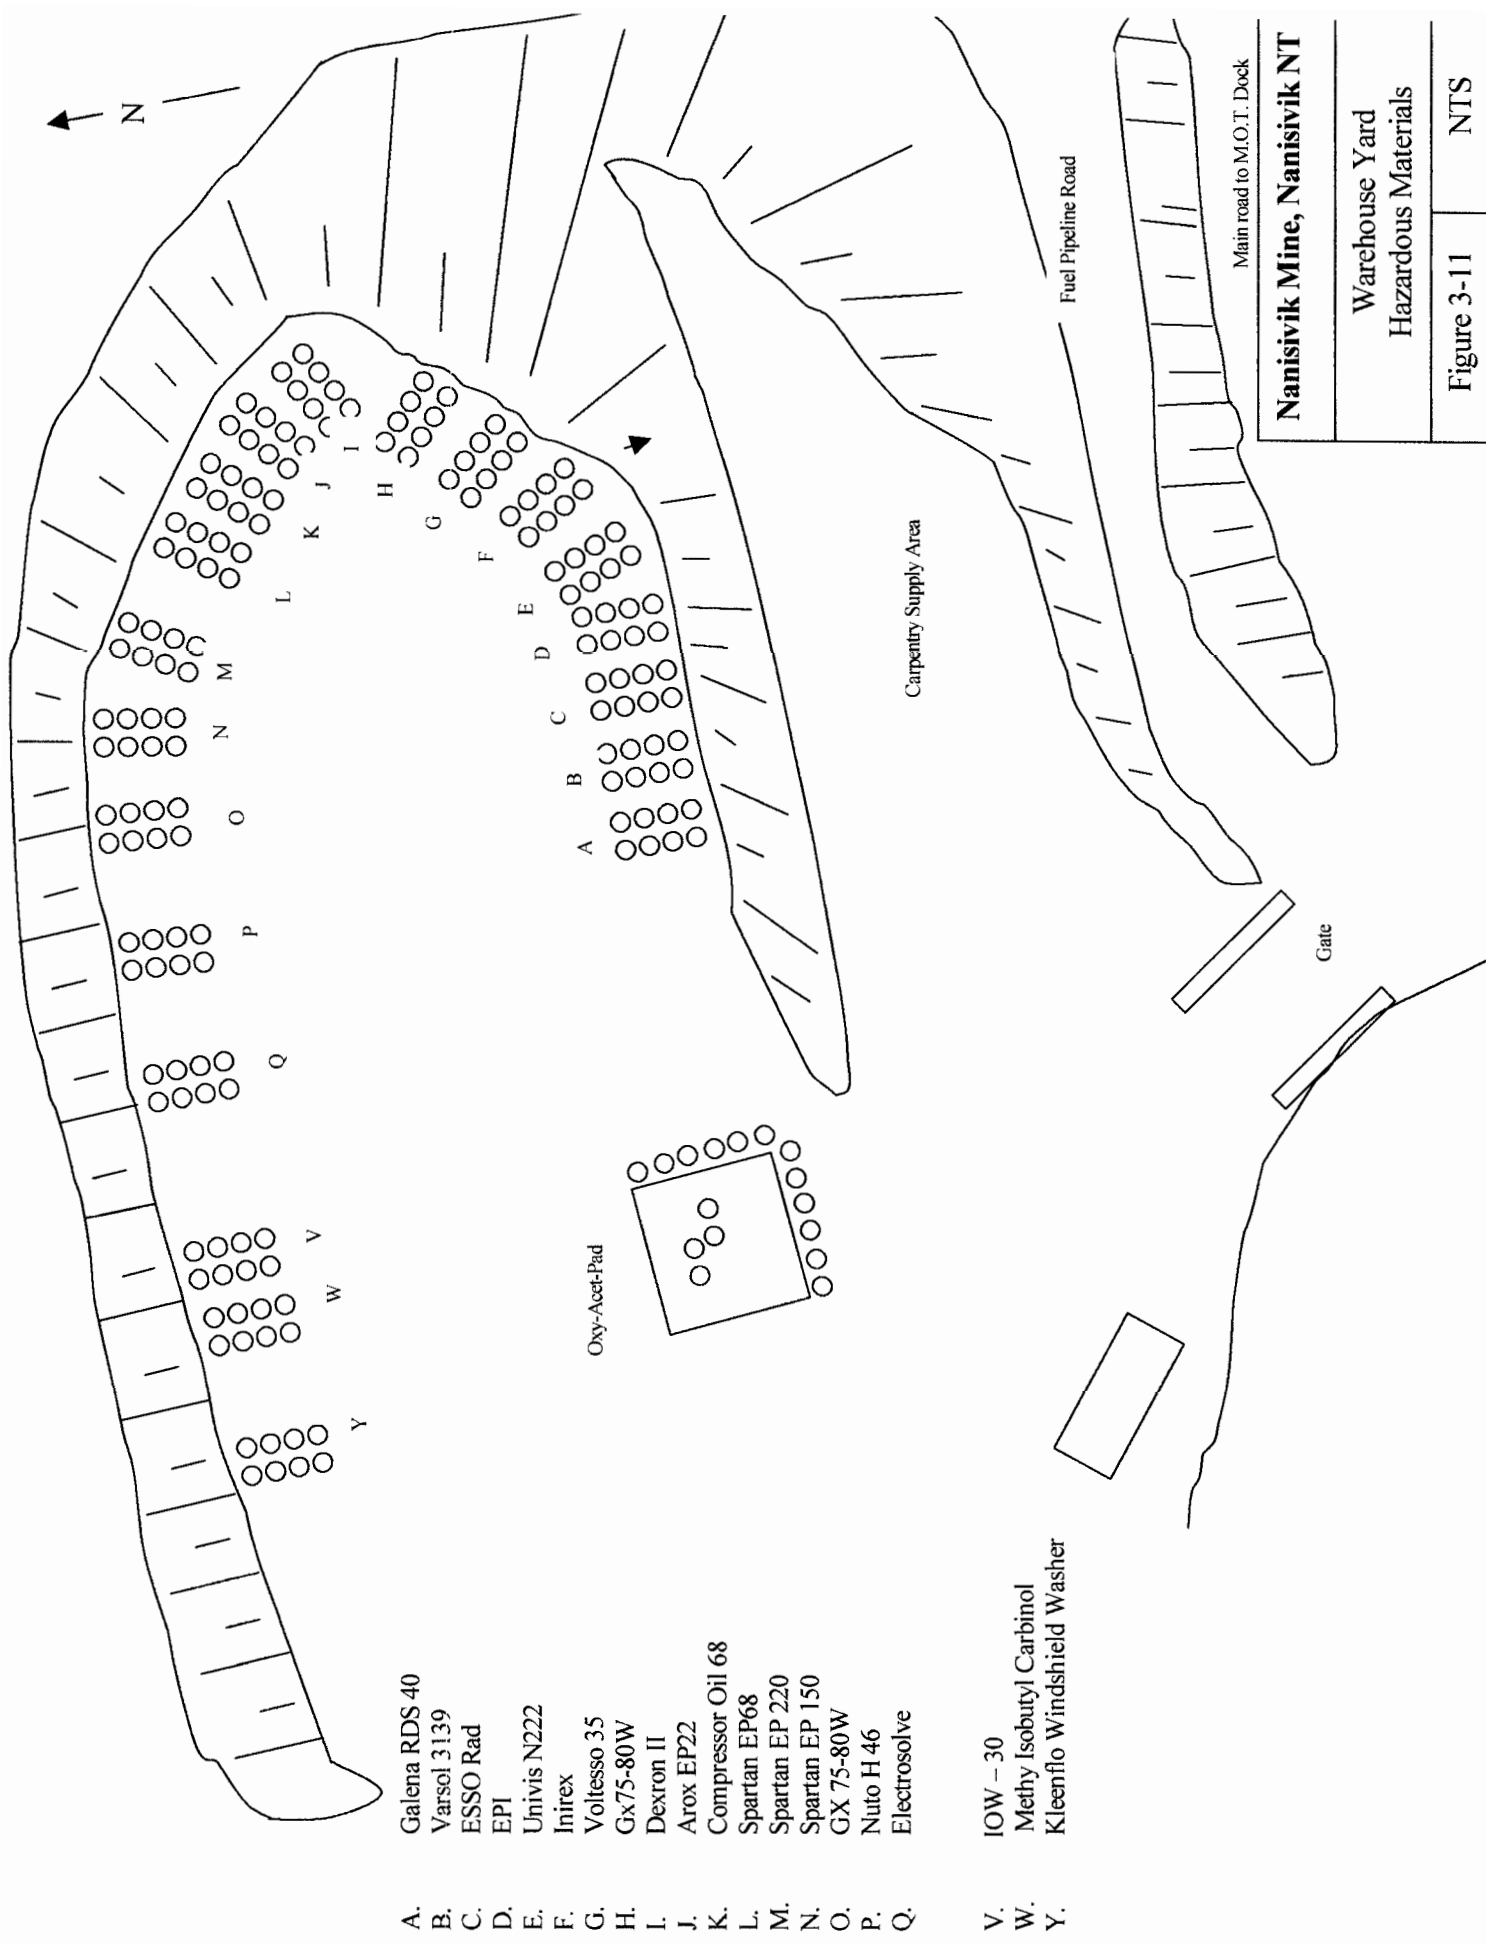 N
L
K
J
I
H
G
F
E
D
C
B
A
M
N
O
P
Q
V
W
Y
Oxy-Acet-Pad
Carpentry Supply Area
Fuel Pipeline Road
Main road to M.O.T. Dock
Gate
A. Galena RDS 40
B. Varsol 3139
C. ESSO Rad
D. EPI
E. Univis N222
F. Inirex
G. Voltesso 35
H. Gx75-80W
I. Dexron II
J. Arox EP22
K. Compressor Oil 68
L. Spartan EP68
M. Spartan EP 220
N. Spartan EP 150
O. GX 75-80W
P. Nuto H 46
Q. Electrosolve
V. IOW – 30
W. Methy Isobutyl Carbinol
Y. Kleenflo Windshield Washer
Nanisivik Mine, Nanisivik NT
Warehouse Yard
Hazardous Materials
Figure 3-11 NTS